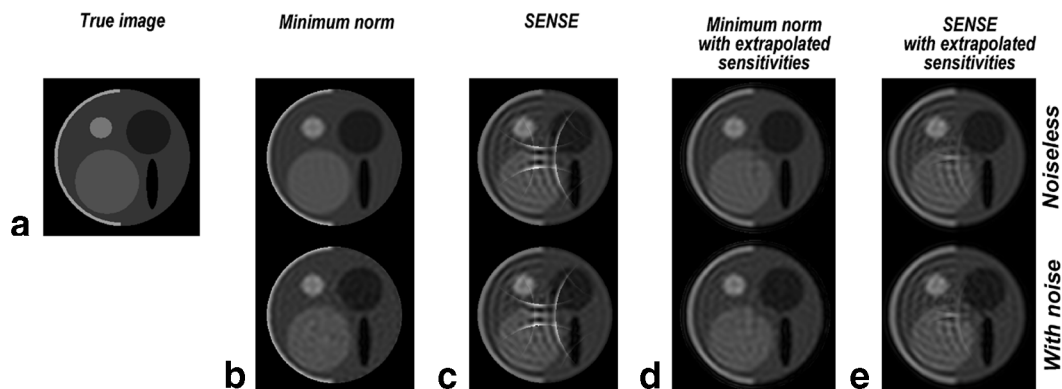 True image
Minimum norm
SENSE
Minimum norm
with extrapolated
sensitivities
SENSE
with extrapolated
sensitivities
Noiseless
With noise
a
b
c
d
e